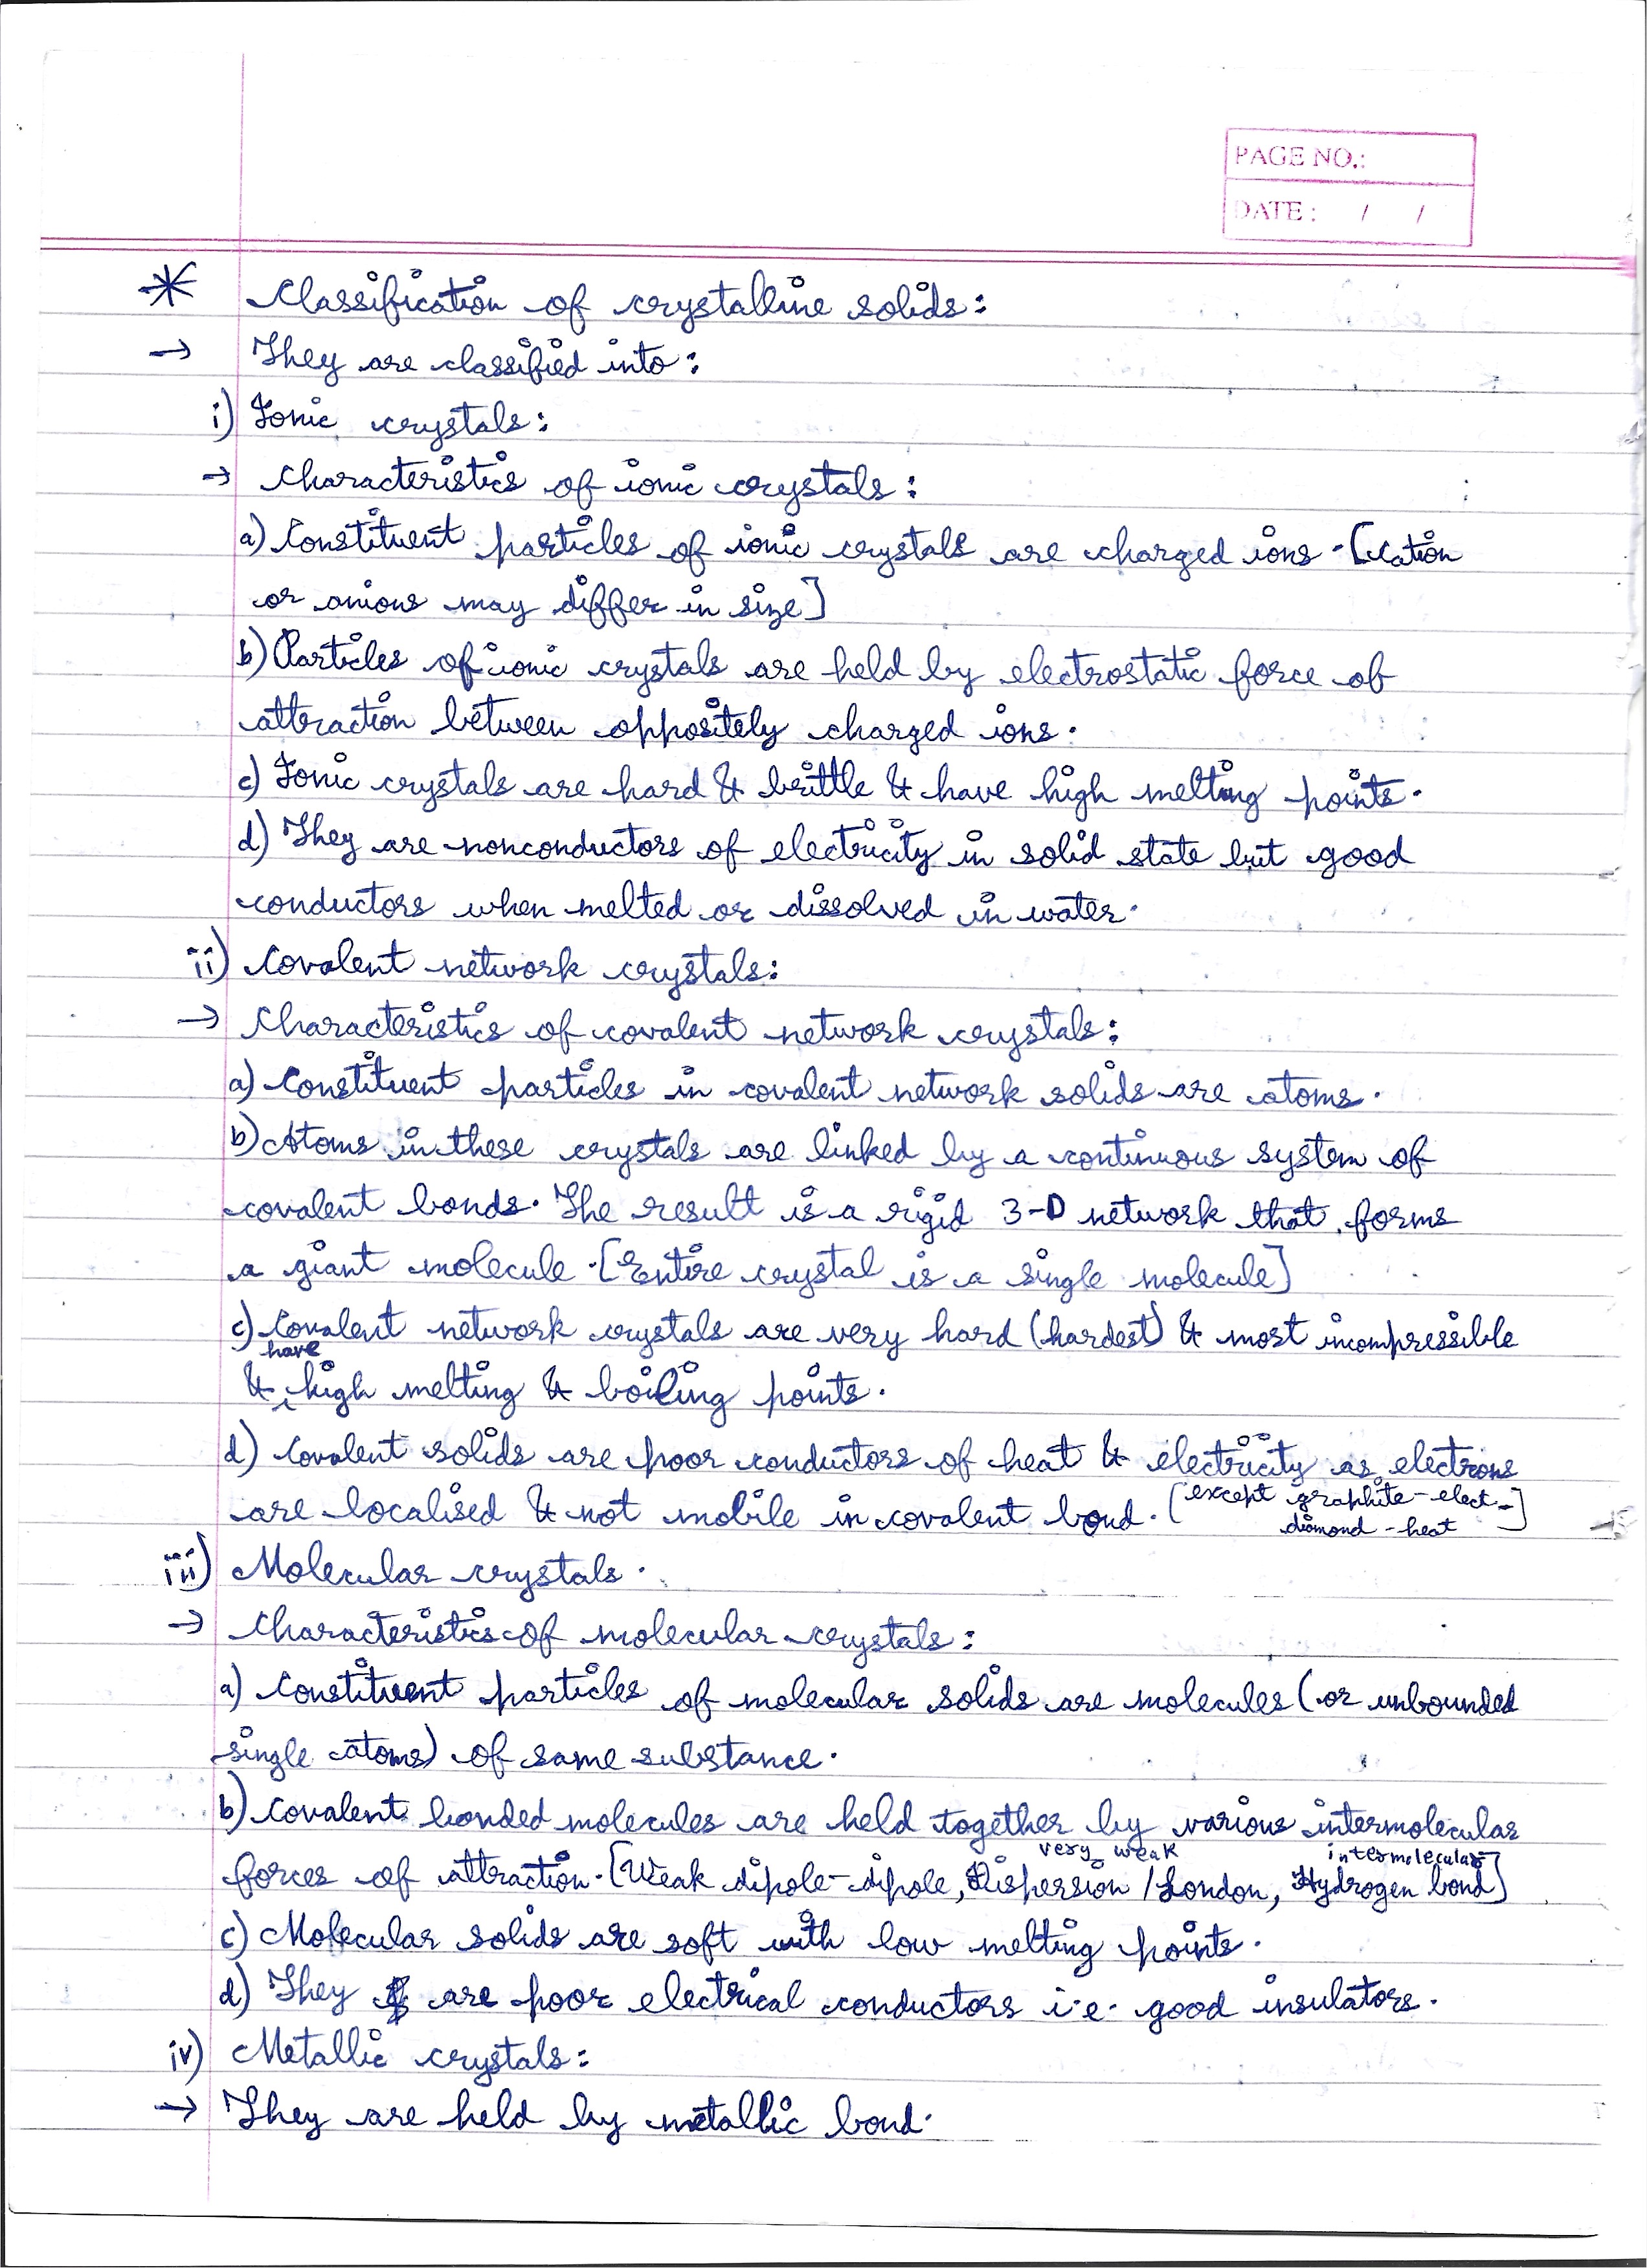 PAGE NO.:
DATE : / /
* Classification of crystalline solids:
→ They are classified into:
i) Ionic crystals:
→ Characteristics of ionic crystals:
a) Constituent particles of ionic crystals are charged ions. [cation
or anions may differ in size]
b) Particles of ionic crystals are held by electrostatic force of
attraction between oppositely charged ions.
c) Ionic crystals are hard & brittle & have high melting points.
d) They are nonconductors of electricity in solid state but good
conductors when melted or dissolved in water.
ii) Covalent network crystals:
→ Characteristics of covalent network crystals:
a) Constituent particles in covalent network solids are atoms.
b) Atoms in these crystals are linked by a continuous system of
covalent bonds. The result is a rigid 3-D network that forms
a giant molecule. [Entire crystal is a single molecule]
c) Covalent network crystals are very hard (hardest) & most incompressible
have
& high melting & boiling points.
d) Covalent solids are poor conductors of heat & electricity as electrons
are localised & not mobile in covalent bond. [except graphite - elect.]
diamond - heat
iii) Molecular crystals.
→ Characteristics of molecular crystals:
a) Constituent particles of molecular solids are molecules (or unbounded
single atoms) of same substance.
b) Covalent bonded molecules are held together by various intermolecular
very weak intermolecular
forces of attraction. [Weak dipole-dipole, Dispersion / London, Hydrogen bond]
c) Molecular solids are soft with low melting points.
d) They are poor electrical conductors i.e. good insulators.
iv) Metallic crystals:
→ They are held by metallic bond.